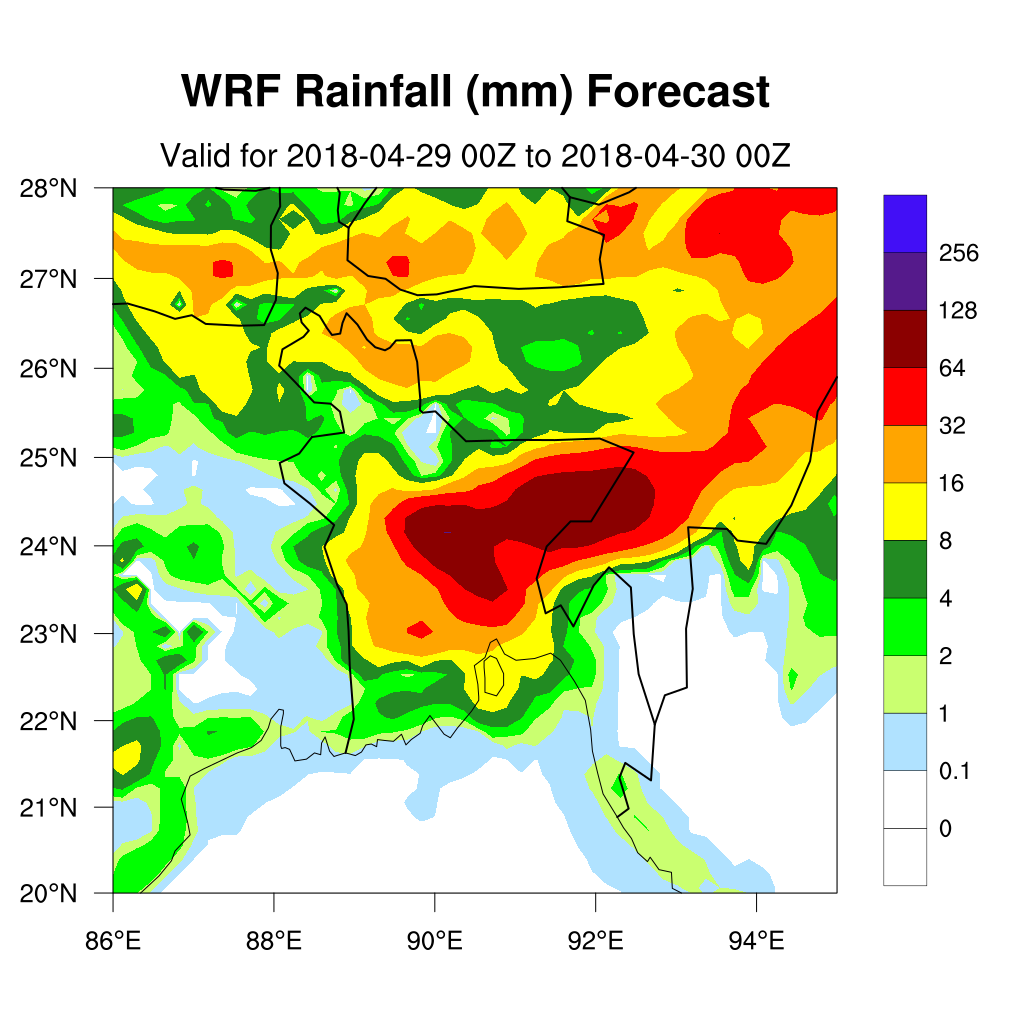 WRF Rainfall (mm) Forecast
Valid for 2018-04-29 00Z to 2018-04-30 00Z
28°N
27°N
26°N
25°N
24°N
23°N
22°N
21°N
20°N
86°E 88°E 90°E 92°E 94°E
256
128
64
32
16
8
4
2
1
0.1
0